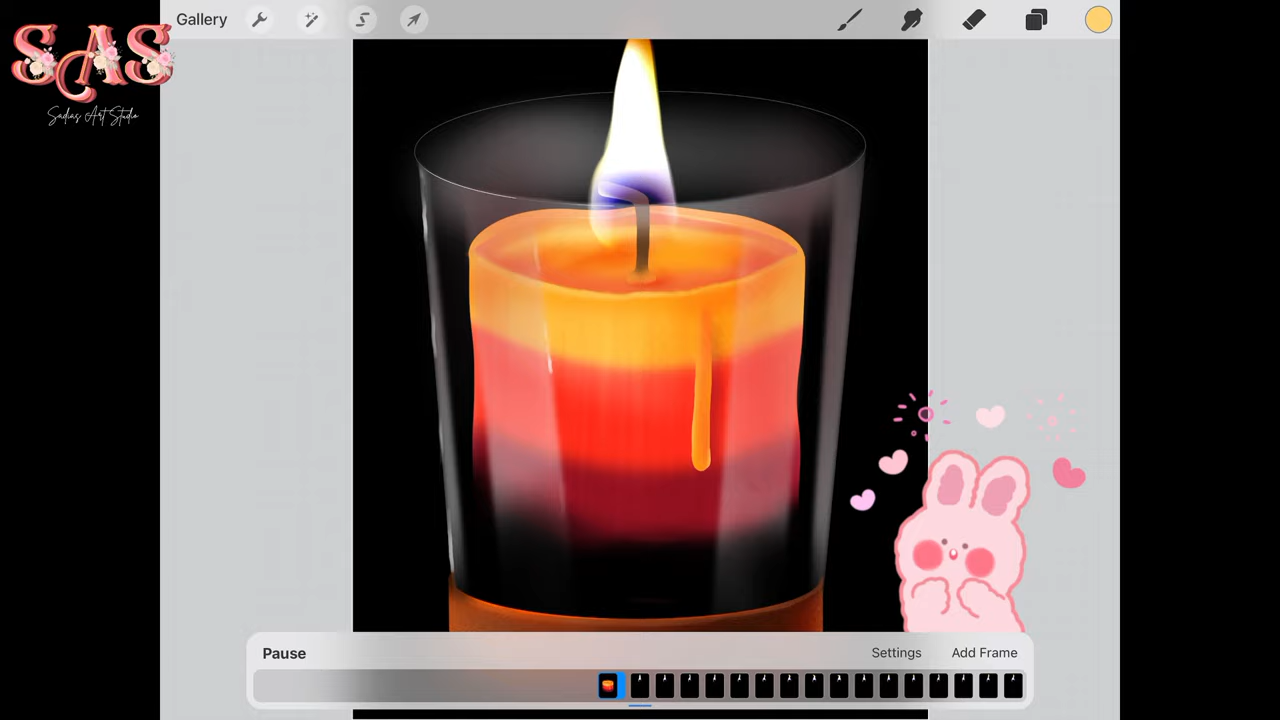 Gallery
SAS
Sadias Art Studio
Pause
Settings
Add Frame